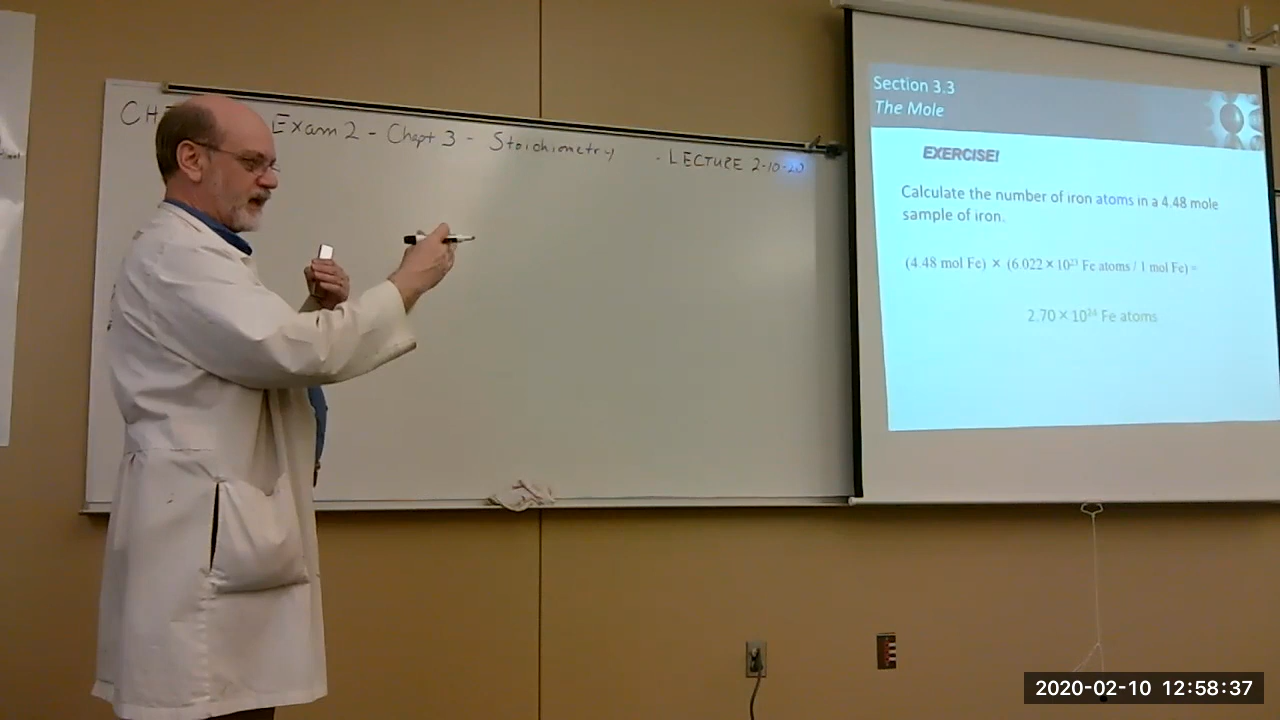 Exam 2 - Chapt 3 - Stoichiometry - LECTURE 2-10-20
Section 3.3
The Mole
EXERCISE!
Calculate the number of iron atoms in a 4.48 mole
sample of iron.
(4.48 mol Fe) × (6.022 × 10²³ Fe atoms / 1 mol Fe) =
2.70 × 10²⁴ Fe atoms
2020-02-10 12:58:37